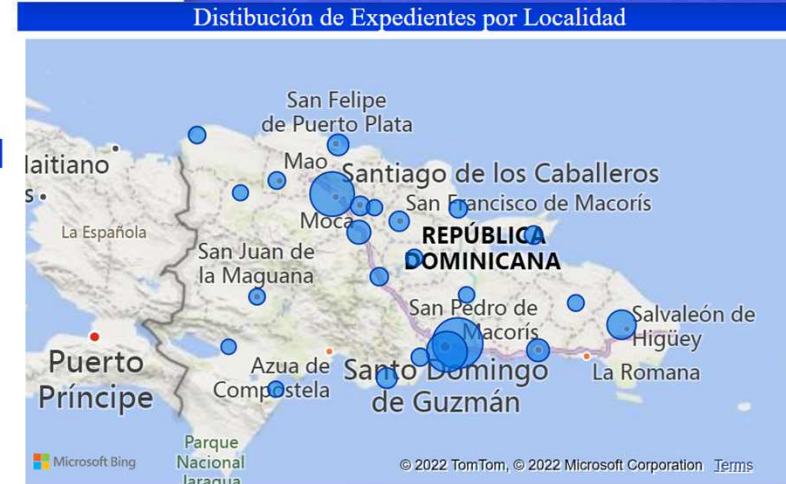 Distibución de Expedientes por Localidad
San Felipe
de Puerto Plata
laitiano
Mao
Santiago de los Caballeros
s
San Francisco de Macorís
Moca
La Española
REPÚBLICA
DOMINICANA
San Juan de
la Maguana
San Pedro de
Macorís
Salvaleón de
Higüey
Puerto
Príncipe
Azua de
Compostela
Santo Domingo
de Guzmán
La Romana
Parque
Nacional
Jaragua
Microsoft Bing
© 2022 TomTom, © 2022 Microsoft Corporation Terms